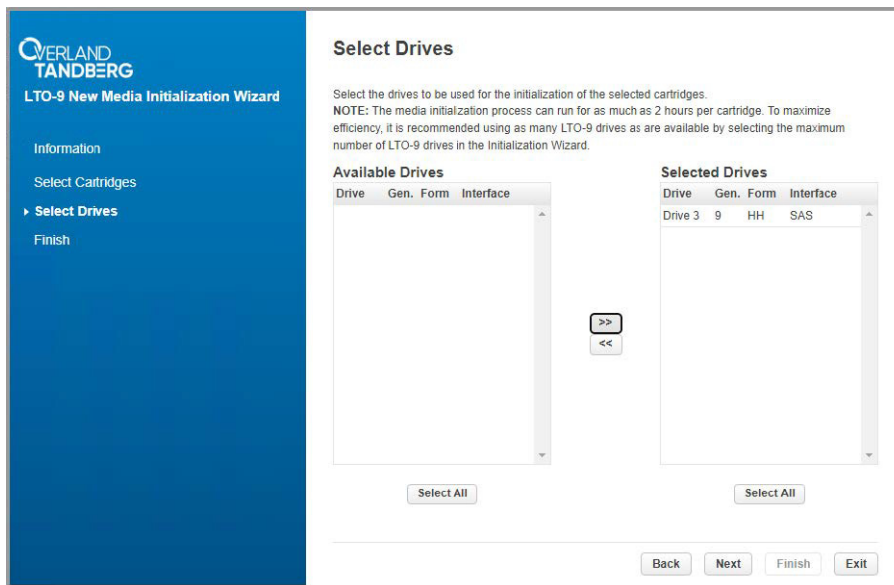 OVERLAND
TANDBERG
LTO-9 New Media Initialization Wizard
Information
Select Cartridges
Select Drives
Finish
Select Drives
Select the drives to be used for the initialization of the selected cartridges.
NOTE: The media initialization process can run for as much as 2 hours per cartridge. To maximize
efficiency, it is recommended using as many LTO-9 drives as are available by selecting the maximum
number of LTO-9 drives in the Initialization Wizard.
Available Drives
Drive Gen. Form Interface
>>
<<
Select All
Selected Drives
Drive Gen. Form Interface
Drive 3 9 HH SAS
Select All
Back Next Finish Exit